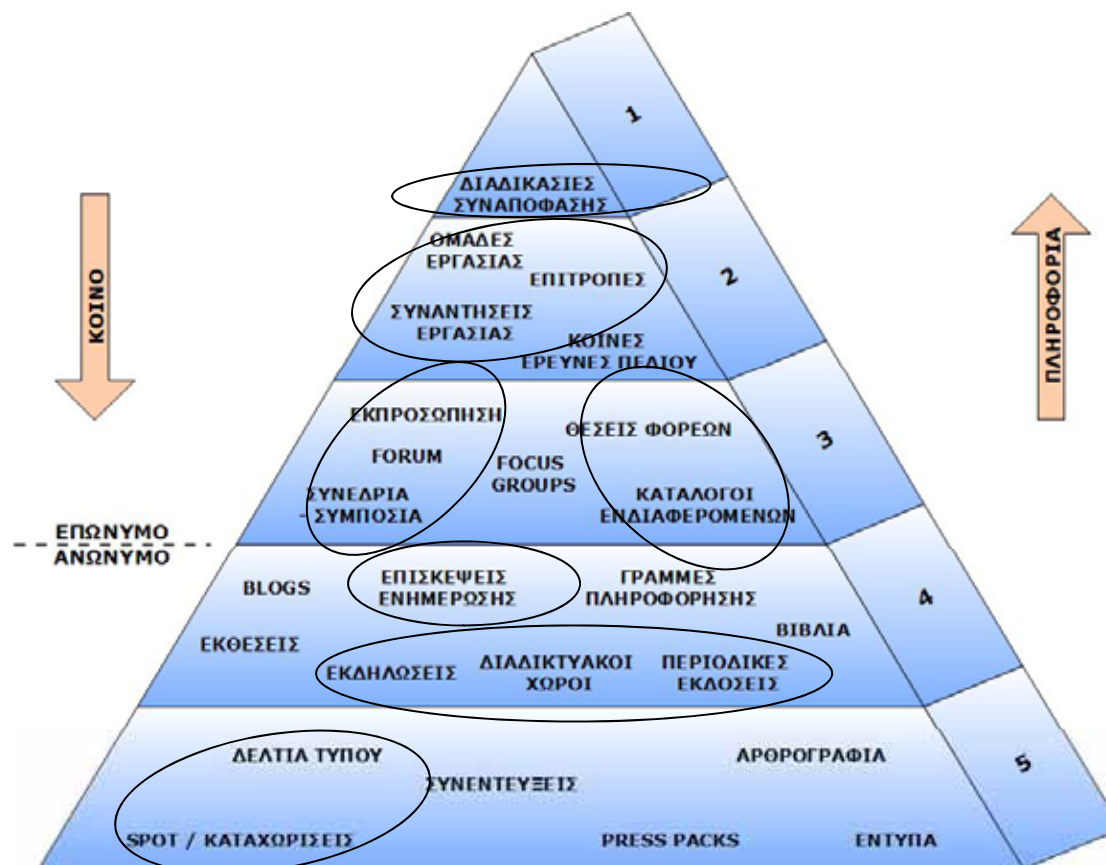 1
ΔΙΑΔΙΚΑΣΙΕΣ
ΣΥΝΑΠΟΦΑΣΗΣ
ΚΟΙΝΟ
ΠΛΗΡΟΦΟΡΙΑ
2
ΟΜΑΔΕΣ
ΕΡΓΑΣΙΑΣ
ΕΠΙΤΡΟΠΕΣ
ΣΥΝΑΝΤΗΣΕΙΣ
ΕΡΓΑΣΙΑΣ
ΚΟΙΝΕΣ
ΕΡΕΥΝΕΣ ΠΕΔΙΟΥ
3
ΕΚΠΡΟΣΩΠΗΣΗ
ΘΕΣΕΙΣ ΦΟΡΕΩΝ
FORUM
FOCUS
GROUPS
ΣΥΝΕΔΡΙΑ
- ΣΥΜΠΟΣΙΑ
ΚΑΤΑΛΟΓΟΙ
ΕΝΔΙΑΦΕΡΟΜΕΝΩΝ
ΕΠΩΝΥΜΟ
ΑΝΩΝΥΜΟ
4
BLOGS
ΕΠΙΣΚΕΨΕΙΣ
ΕΝΗΜΕΡΩΣΗΣ
ΓΡΑΜΜΕΣ
ΠΛΗΡΟΦΟΡΗΣΗΣ
ΒΙΒΛΙΑ
ΕΚΘΕΣΕΙΣ
ΕΚΔΗΛΩΣΕΙΣ
ΔΙΑΔΙΚΤΥΑΚΟΙ
ΧΩΡΟΙ
ΠΕΡΙΟΔΙΚΕΣ
ΕΚΔΟΣΕΙΣ
5
ΔΕΛΤΙΑ ΤΥΠΟΥ
ΣΥΝΕΝΤΕΥΞΕΙΣ
ΑΡΘΡΟΓΡΑΦΙΑ
SPOT / ΚΑΤΑΧΩΡΙΣΕΙΣ
PRESS PACKS
ΕΝΤΥΠΑ